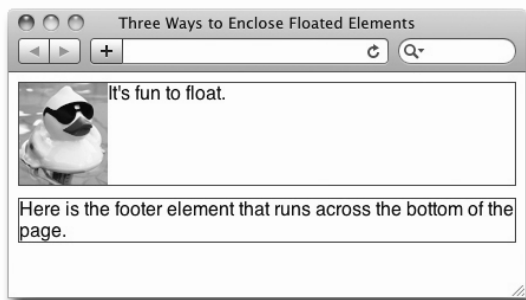 Three Ways to Enclose Floated Elements
It's fun to float.
Here is the footer element that runs across the bottom of the
page.